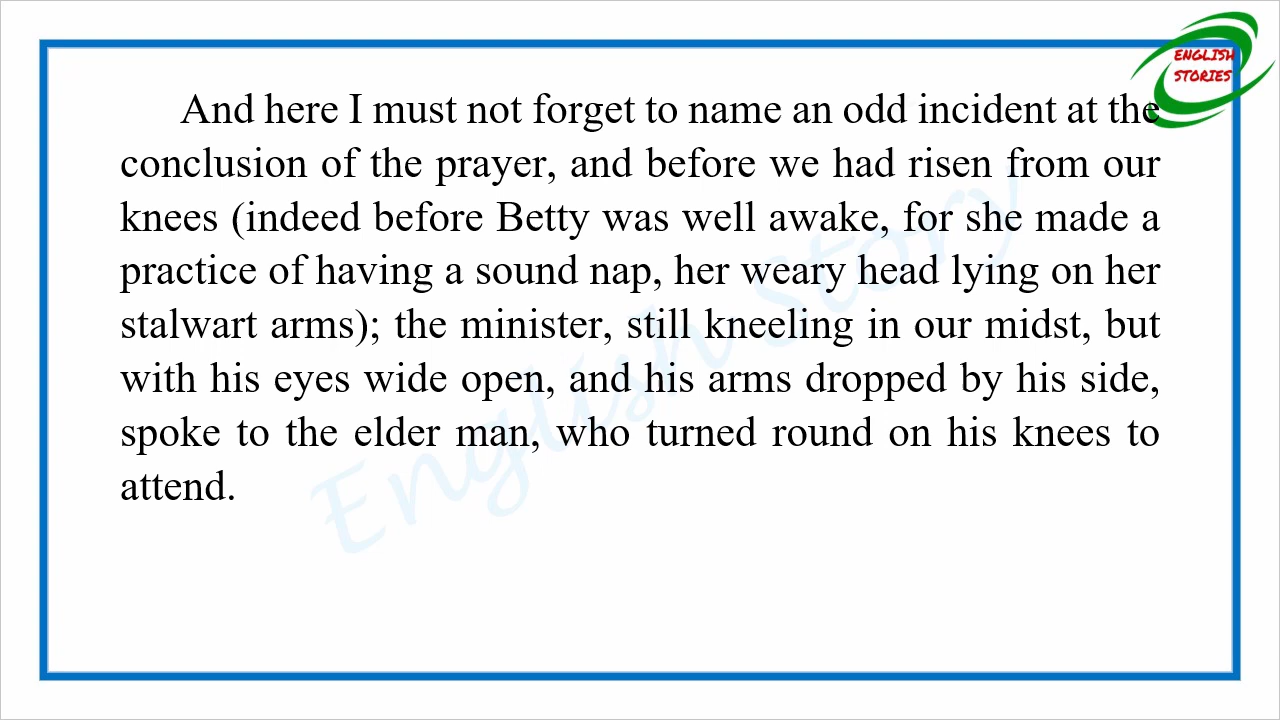 ENGLISH
STORIES
And here I must not forget to name an odd incident at the
conclusion of the prayer, and before we had risen from our
knees (indeed before Betty was well awake, for she made a
practice of having a sound nap, her weary head lying on her
stalwart arms); the minister, still kneeling in our midst, but
with his eyes wide open, and his arms dropped by his side,
spoke to the elder man, who turned round on his knees to
attend.
English Story